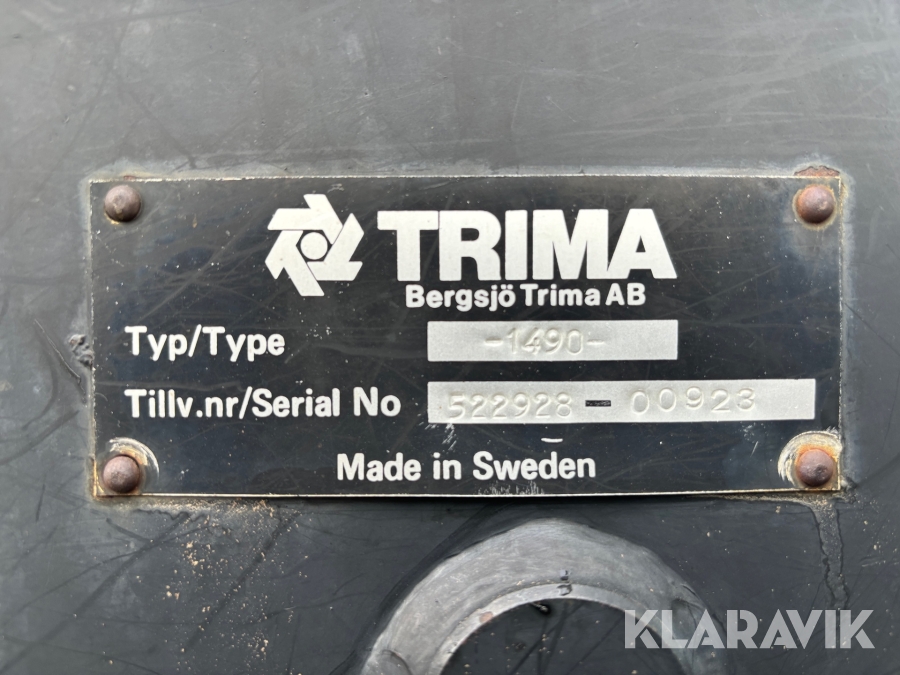 TRIMA
Bergsjö Trima AB
Typ/Type -1490-
Tillv.nr/Serial No 522928-00923
Made in Sweden
KLARAVIK